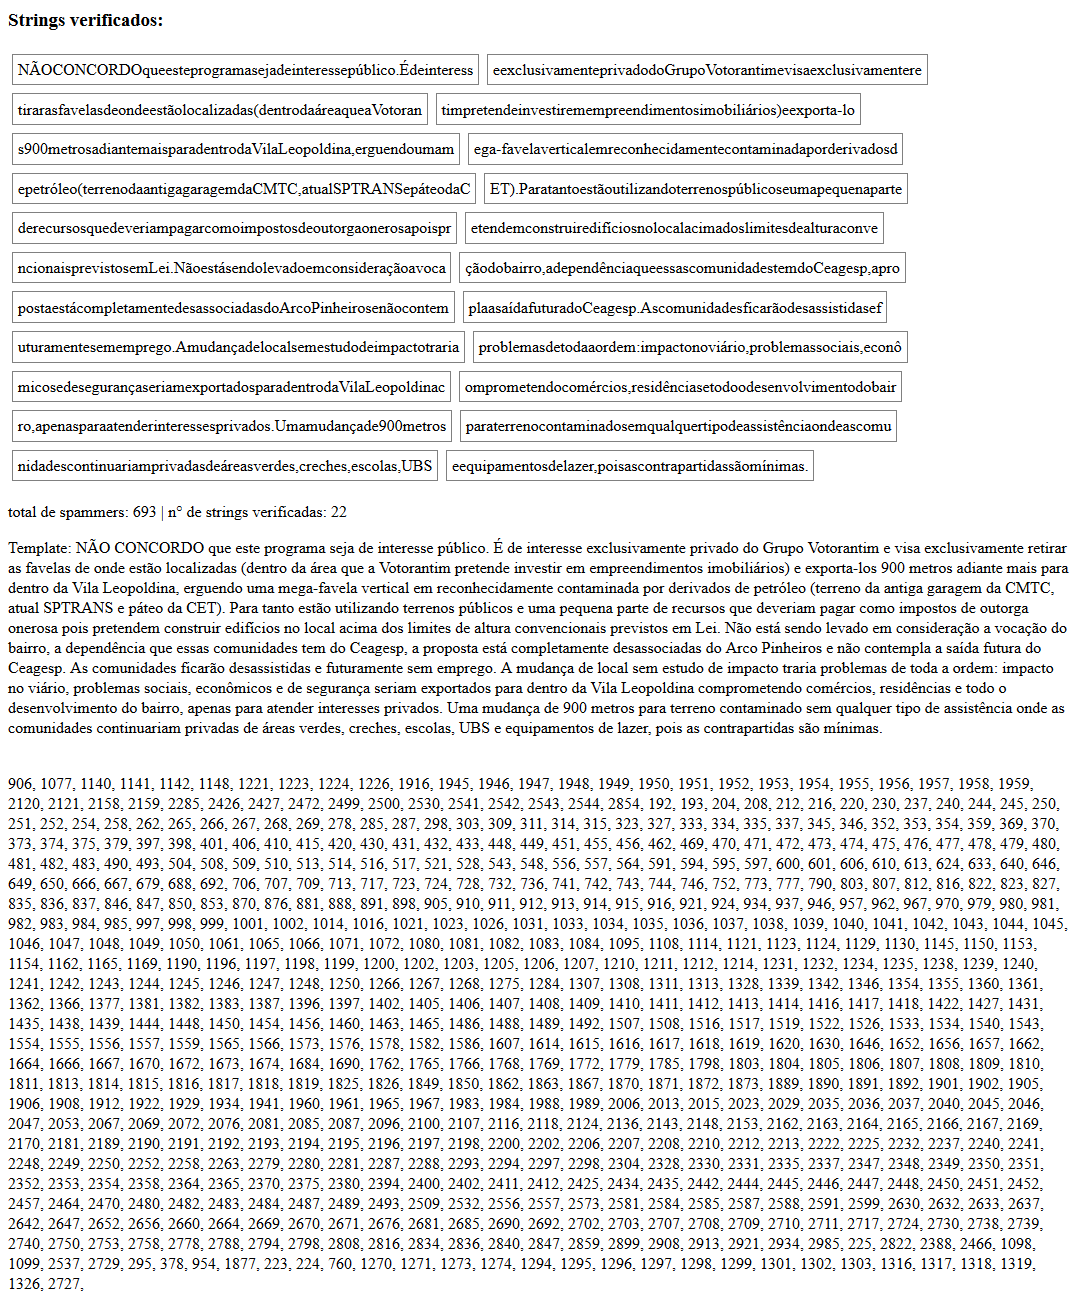 Strings verificados:
NÃOCONCORDOqueesteprogramasejadeinteressepúblico.Édeinteress eexclusivamenteprivadodoGrupoVotorantimevisaexclusivamentere
tirarasfavelasdeondeestãolocalizadas(dentrodaáreaqueaVotoran timpretendeinvestiremempreendimentosimobiliários)eexporta-lo
s900metrosadiantemaisparadentrodaVilaLeopoldina,erguendoumam ega-favelaverticalemreconhecidamentecontaminadaporderivadosd
epetróleo(terrenodaantigagaragemdaCMTC,atualSPTRANSepáteodaC ET).Paratantoestãoutilizandoterrenospúblicoseumapequenaparte
derecursosquedeveriampagarcomoimpostosdeoutorgaonerosapoispr etendemconstruiredifíciosnolocalacimadoslimitesdealturaconve
ncionaisprevistosemLei.Nãoestásendolevadoemconsideraçãoavoca çãodobairro,adependênciaqueessascomunidadestemdoCeagesp,apro
postaestácompletamentedesassociadasdoArcoPinheirosenãocontem plaasaídafuturadoCeagesp.Ascomunidadesficarãodesassistidasef
uturamentesememprego.Amudançadelocalsemestudodeimpactotraria problemasdetodaaordem:impactonoviário,problemassociais,econô
micosedesegurançaseriamexportadosparadentrodaVilaLeopoldinac omprometendocomércios,residênciasetodoodesenvolvimentodobair
ro,apenasparaatenderinteressesprivados.Umamudançade900metros paraterrenocontaminadosemqualquertipodeassistênciaondeascomu
nidadescontinuariamprivadasdeáreasverdes,creches,escolas,UBS eequipamentosdelazer,poisascontrapartidassãomínimas.
total de spammers: 693 | n° de strings verificadas: 22
Template: NÃO CONCORDO que este programa seja de interesse público. É de interesse exclusivamente privado do Grupo Votorantim e visa exclusivamente retirar
as favelas de onde estão localizadas (dentro da área que a Votorantim pretende investir em empreendimentos imobiliários) e exporta-los 900 metros adiante mais para
dentro da Vila Leopoldina, erguendo uma mega-favela vertical em reconhecidamente contaminada por derivados de petróleo (terreno da antiga garagem da CMTC,
atual SPTRANS e páteo da CET). Para tanto estão utilizando terrenos públicos e uma pequena parte de recursos que deveriam pagar como impostos de outorga
onerosa pois pretendem construir edifícios no local acima dos limites de altura convencionais previstos em Lei. Não está sendo levado em consideração a vocação do
bairro, a dependência que essas comunidades tem do Ceagesp, a proposta está completamente desassociadas do Arco Pinheiros e não contempla a saída futura do
Ceagesp. As comunidades ficarão desassistidas e futuramente sem emprego. A mudança de local sem estudo de impacto traria problemas de toda a ordem: impacto
no viário, problemas sociais, econômicos e de segurança seriam exportados para dentro da Vila Leopoldina comprometendo comércios, residências e todo o
desenvolvimento do bairro, apenas para atender interesses privados. Uma mudança de 900 metros para terreno contaminado sem qualquer tipo de assistência onde as
comunidades continuariam privadas de áreas verdes, creches, escolas, UBS e equipamentos de lazer, pois as contrapartidas são mínimas.
906, 1077, 1140, 1141, 1142, 1148, 1221, 1223, 1224, 1226, 1916, 1945, 1946, 1947, 1948, 1949, 1950, 1951, 1952, 1953, 1954, 1955, 1956, 1957, 1958, 1959,
2120, 2121, 2158, 2159, 2285, 2426, 2427, 2472, 2499, 2500, 2530, 2541, 2542, 2543, 2544, 2854, 192, 193, 204, 208, 212, 216, 220, 230, 237, 240, 244, 245, 250,
251, 252, 254, 258, 262, 265, 266, 267, 268, 269, 278, 285, 287, 298, 303, 309, 311, 314, 315, 323, 327, 333, 334, 335, 337, 345, 346, 352, 353, 354, 359, 369, 370,
373, 374, 375, 379, 397, 398, 401, 406, 410, 415, 420, 430, 431, 432, 433, 448, 449, 451, 455, 456, 462, 469, 470, 471, 472, 473, 474, 475, 476, 477, 478, 479, 480,
481, 482, 483, 490, 493, 504, 508, 509, 510, 513, 514, 516, 517, 521, 528, 543, 548, 556, 557, 564, 591, 594, 595, 597, 600, 601, 606, 610, 613, 624, 633, 640, 646,
649, 650, 666, 667, 679, 688, 692, 706, 707, 709, 713, 717, 723, 724, 728, 732, 736, 741, 742, 743, 744, 746, 752, 773, 777, 790, 803, 807, 812, 816, 822, 823, 827,
835, 836, 837, 846, 847, 850, 853, 870, 876, 881, 888, 891, 898, 905, 910, 911, 912, 913, 914, 915, 916, 921, 924, 934, 937, 946, 957, 962, 967, 970, 979, 980, 981,
982, 983, 984, 985, 997, 998, 999, 1001, 1002, 1014, 1016, 1021, 1023, 1026, 1031, 1033, 1034, 1035, 1036, 1037, 1038, 1039, 1040, 1041, 1042, 1043, 1044, 1045,
1046, 1047, 1048, 1049, 1050, 1061, 1065, 1066, 1071, 1072, 1080, 1081, 1082, 1083, 1084, 1095, 1108, 1114, 1121, 1123, 1124, 1129, 1130, 1145, 1150, 1153,
1154, 1162, 1165, 1169, 1190, 1196, 1197, 1198, 1199, 1200, 1202, 1203, 1205, 1206, 1207, 1210, 1211, 1212, 1214, 1231, 1232, 1234, 1235, 1238, 1239, 1240,
1241, 1242, 1243, 1244, 1245, 1246, 1247, 1248, 1250, 1266, 1267, 1268, 1275, 1284, 1307, 1308, 1311, 1313, 1328, 1339, 1342, 1346, 1354, 1355, 1360, 1361,
1362, 1366, 1377, 1381, 1382, 1383, 1387, 1396, 1397, 1402, 1405, 1406, 1407, 1408, 1409, 1410, 1411, 1412, 1413, 1414, 1416, 1417, 1418, 1422, 1427, 1431,
1435, 1438, 1439, 1444, 1448, 1450, 1454, 1456, 1460, 1463, 1465, 1486, 1488, 1489, 1492, 1507, 1508, 1516, 1517, 1519, 1522, 1526, 1533, 1534, 1540, 1543,
1554, 1555, 1556, 1557, 1559, 1565, 1566, 1573, 1576, 1578, 1582, 1586, 1607, 1614, 1615, 1616, 1617, 1618, 1619, 1620, 1630, 1646, 1652, 1656, 1657, 1662,
1664, 1666, 1667, 1670, 1672, 1673, 1674, 1684, 1690, 1762, 1765, 1766, 1768, 1769, 1772, 1779, 1785, 1798, 1803, 1804, 1805, 1806, 1807, 1808, 1809, 1810,
1811, 1813, 1814, 1815, 1816, 1817, 1818, 1819, 1825, 1826, 1849, 1850, 1862, 1863, 1867, 1870, 1871, 1872, 1873, 1889, 1890, 1891, 1892, 1901, 1902, 1905,
1906, 1908, 1912, 1922, 1929, 1934, 1941, 1960, 1961, 1965, 1967, 1983, 1984, 1988, 1989, 2006, 2013, 2015, 2023, 2029, 2035, 2036, 2037, 2040, 2045, 2046,
2047, 2053, 2067, 2069, 2072, 2076, 2081, 2085, 2087, 2096, 2100, 2107, 2116, 2118, 2124, 2136, 2143, 2148, 2153, 2162, 2163, 2164, 2165, 2166, 2167, 2169,
2170, 2181, 2189, 2190, 2191, 2192, 2193, 2194, 2195, 2196, 2197, 2198, 2200, 2202, 2206, 2207, 2208, 2210, 2212, 2213, 2222, 2225, 2232, 2237, 2240, 2241,
2248, 2249, 2250, 2252, 2258, 2263, 2279, 2280, 2281, 2287, 2288, 2293, 2294, 2297, 2298, 2304, 2328, 2330, 2331, 2335, 2337, 2347, 2348, 2349, 2350, 2351,
2352, 2353, 2354, 2358, 2364, 2365, 2370, 2375, 2380, 2394, 2400, 2402, 2411, 2412, 2425, 2434, 2435, 2442, 2444, 2445, 2446, 2447, 2448, 2450, 2451, 2452,
2457, 2464, 2470, 2480, 2482, 2483, 2484, 2487, 2489, 2493, 2509, 2532, 2556, 2557, 2573, 2581, 2584, 2585, 2587, 2588, 2591, 2599, 2630, 2632, 2633, 2637,
2642, 2647, 2652, 2656, 2660, 2664, 2669, 2670, 2671, 2676, 2681, 2685, 2690, 2692, 2702, 2703, 2707, 2708, 2709, 2710, 2711, 2717, 2724, 2730, 2738, 2739,
2740, 2750, 2753, 2758, 2778, 2788, 2794, 2798, 2808, 2816, 2834, 2836, 2840, 2847, 2859, 2899, 2908, 2913, 2921, 2934, 2985, 225, 2822, 2388, 2466, 1098,
1099, 2537, 2729, 295, 378, 954, 1877, 223, 224, 760, 1270, 1271, 1273, 1274, 1294, 1295, 1296, 1297, 1298, 1299, 1301, 1302, 1303, 1316, 1317, 1318, 1319,
1326, 2727,